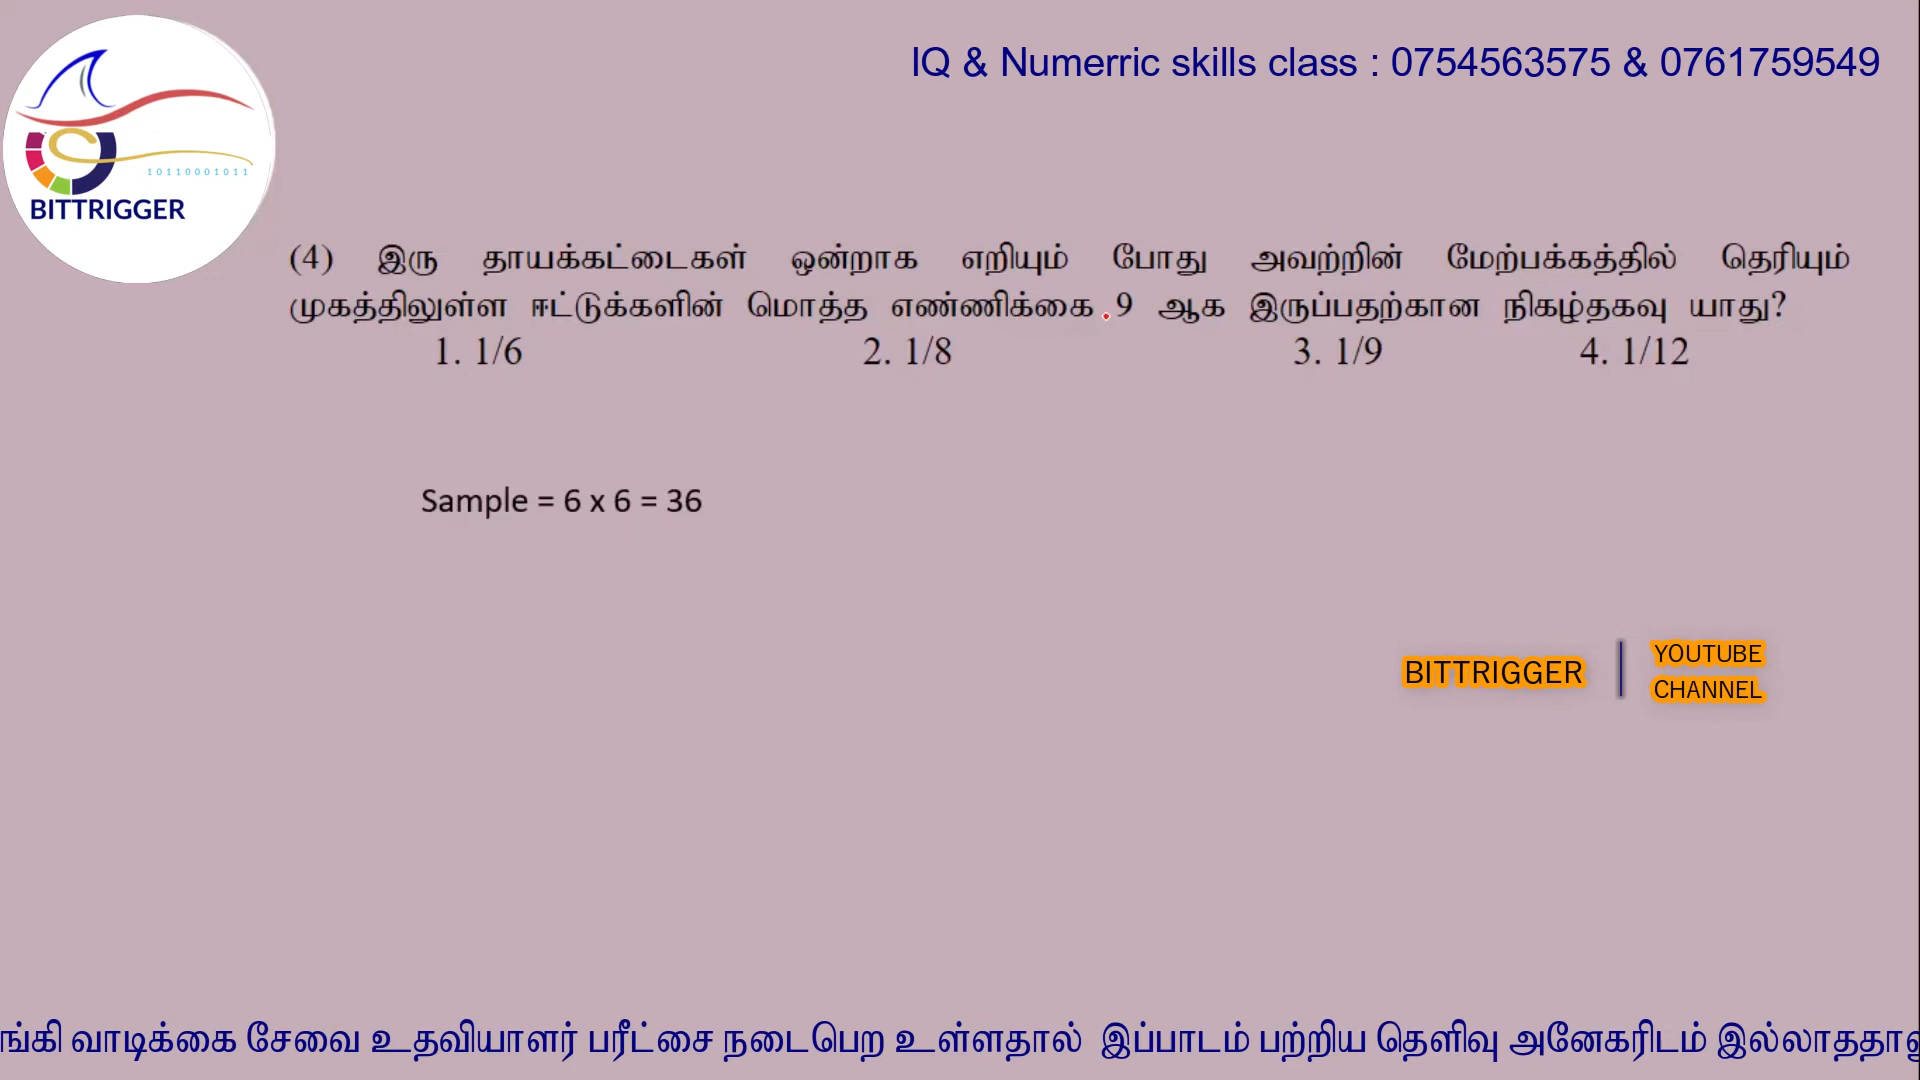 IQ & Numerric skills class : 0754563575 & 0761759549
10110001011
BITTRIGGER
(4) இரு தாயக்கட்டைகள் ஒன்றாக எறியும் போது அவற்றின் மேற்பக்கத்தில் தெரியும்
முகத்திலுள்ள ஈட்டுக்களின் மொத்த எண்ணிக்கை 9 ஆக இருப்பதற்கான நிகழ்தகவு யாது?
1. 1/6 2. 1/8 3. 1/9 4. 1/12
Sample = 6 x 6 = 36
BITTRIGGER
YOUTUBE
CHANNEL
ங்கி வாடிக்கை சேவை உதவியாளர் பரீட்சை நடைபெற உள்ளதால் இப்பாடம் பற்றிய தெளிவு அனேகரிடம்